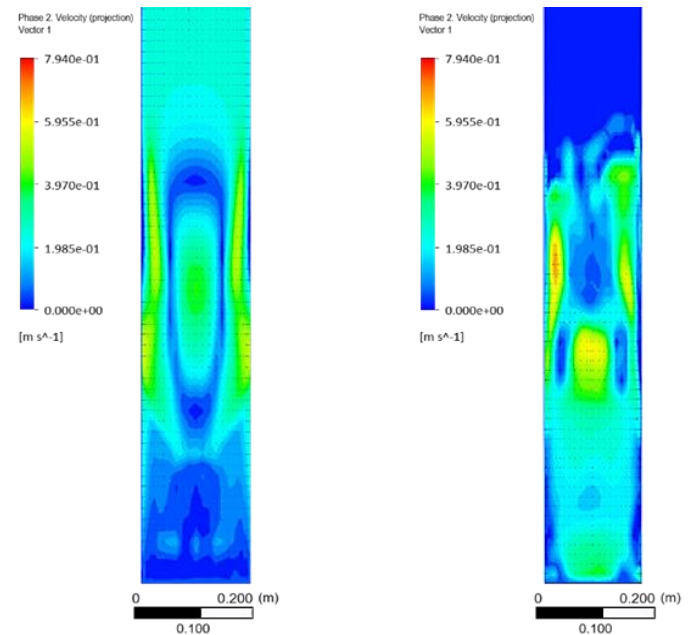 Phase 2. Velocity (projection)
Vector 1
7.940e-01
5.955e-01
3.970e-01
1.985e-01
0.000e+00
[m s^-1]
0 0.200 (m)
0.100
Phase 2. Velocity (projection)
Vector 1
7.940e-01
5.955e-01
3.970e-01
1.985e-01
0.000e+00
[m s^-1]
0 0.200 (m)
0.100